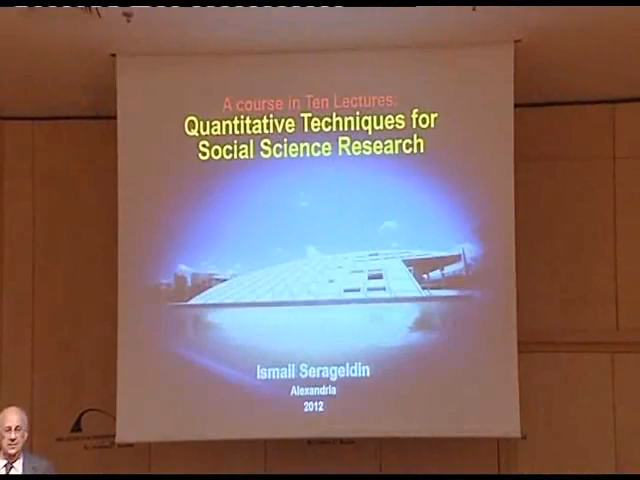 A course in Ten Lectures:
Quantitative Techniques for
Social Science Research
Ismail Serageldin
Alexandria
2012